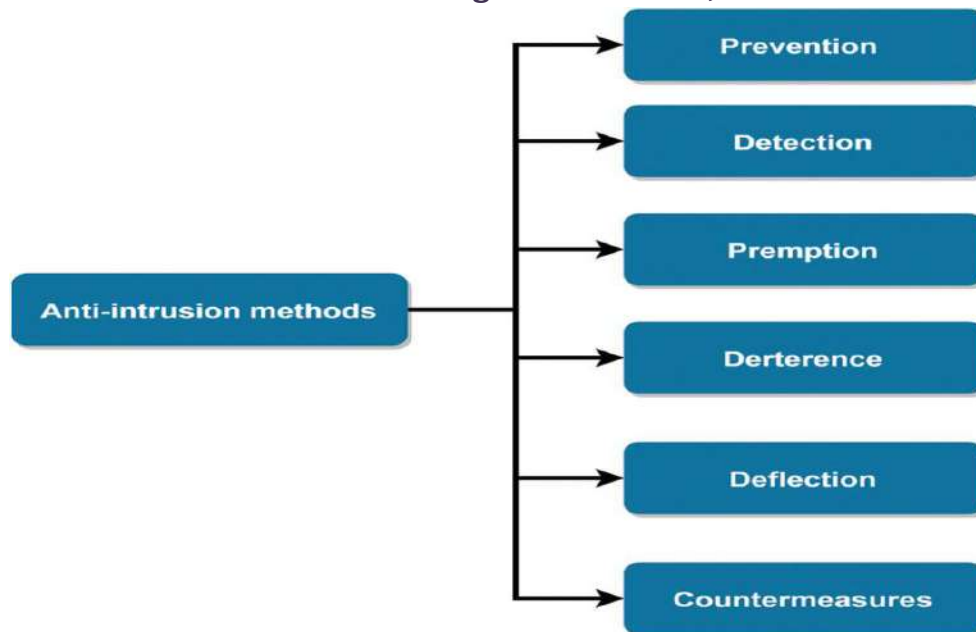 Prevention
Detection
Premption
Anti-intrusion methods
Derterence
Deflection
Countermeasures